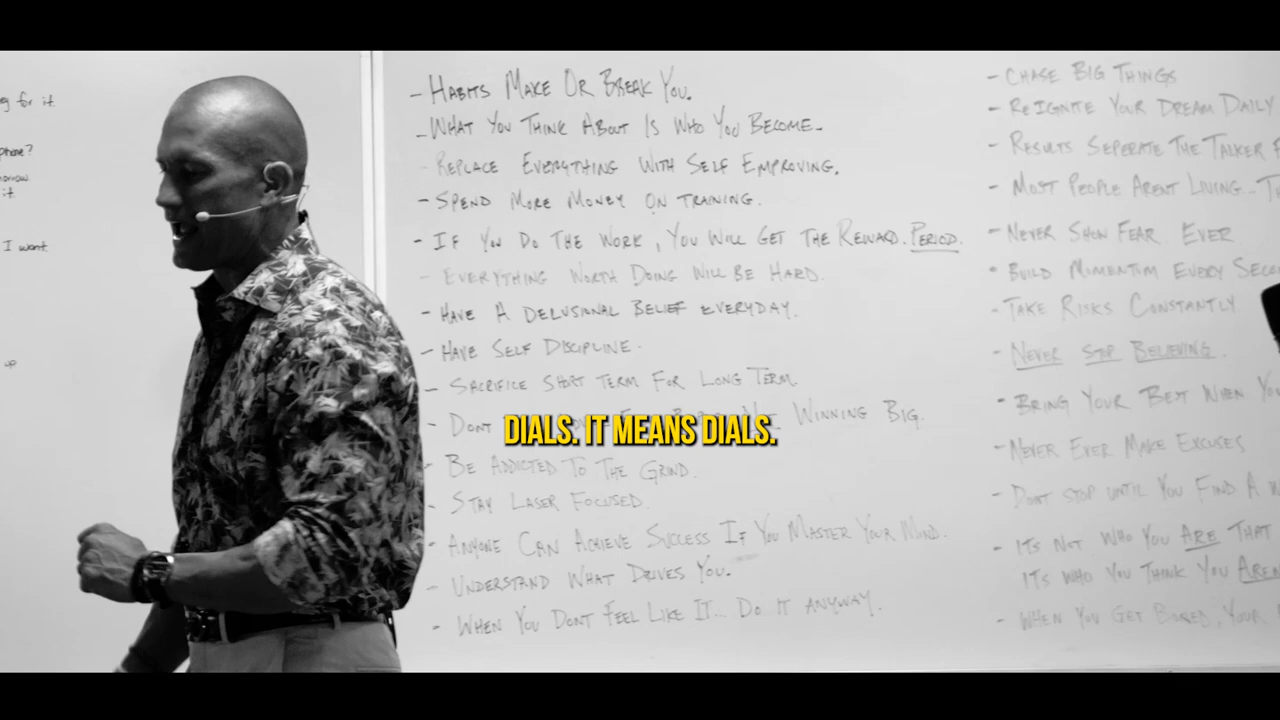 g for it.
phone?
it.
I want
up
- HABITS MAKE OR BREAK YOU.
- WHAT YOU THINK ABOUT IS WHO YOU BECOME.
- REPLACE EVERYTHING WITH SELF EMPROVING.
- SPEND MORE MONEY ON TRAINING.
- IF YOU DO THE WORK, YOU WILL GET THE REWARD. PERIOD.
- EVERYTHING WORTH DOING WILL BE HARD.
- HAVE A DELUSIONAL BELIEF EVERYDAY.
- HAVE SELF DISCIPLINE.
- SACRIFICE SHORT TERM FOR LONG TERM
- DONT WINNING BIG.
DIALS. IT MEANS DIALS.
- BE ADDICTED TO THE GRIND.
- STAY LASER FOCUSED.
- ANYONE CAN ACHIEVE SUCCESS IF YOU MASTER YOUR MIND.
- UNDERSTAND WHAT DRIVES YOU.
- WHEN YOU DONT FEEL LIKE IT... DO IT ANYWAY.
- CHASE BIG THINGS
- REIGNITE YOUR DREAM DAILY
- RESULTS SEPERATE THE TALKER F
- MOST PEOPLE ARENT LIVING... T
- NEVER SHOW FEAR. EVER
- BUILD MIMENTUM EVERY SECO
- TAKE RISKS CONSTANTLY
- NEVER STOP BELIEVING.
- BRING YOUR BEST WHEN YO
- NEVER EVER MAKE EXCUSES
- DONT STOP UNTIL YOU FIND A W
- ITS NOT WHO YOU ARE THAT
ITS WHO YOU THINK YOU AREN
- WHEN YOU GET BORED, YOUR